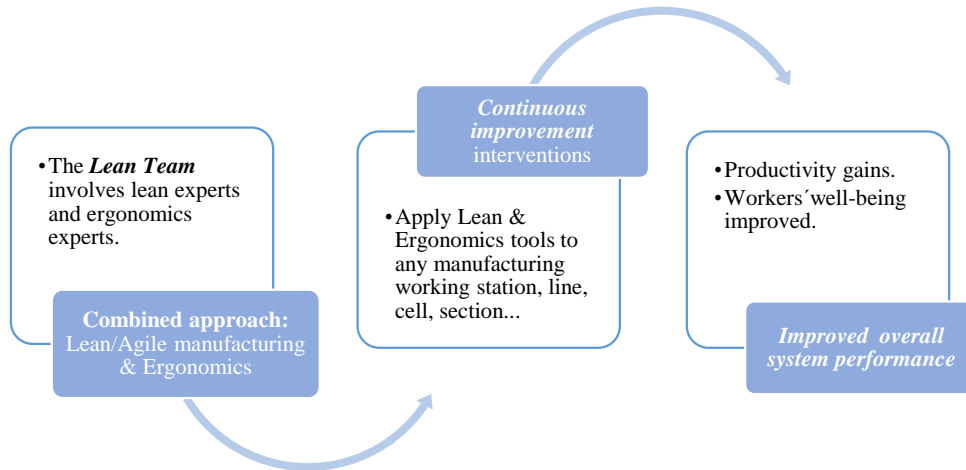 •The Lean Team
involves lean experts
and ergonomics
experts.
Combined approach:
Lean/Agile manufacturing
& Ergonomics
Continuous
improvement
interventions
•Apply Lean &
Ergonomics tools to
any manufacturing
working station, line,
cell, section...
•Productivity gains.
•Workers´well-being
improved.
Improved overall
system performance